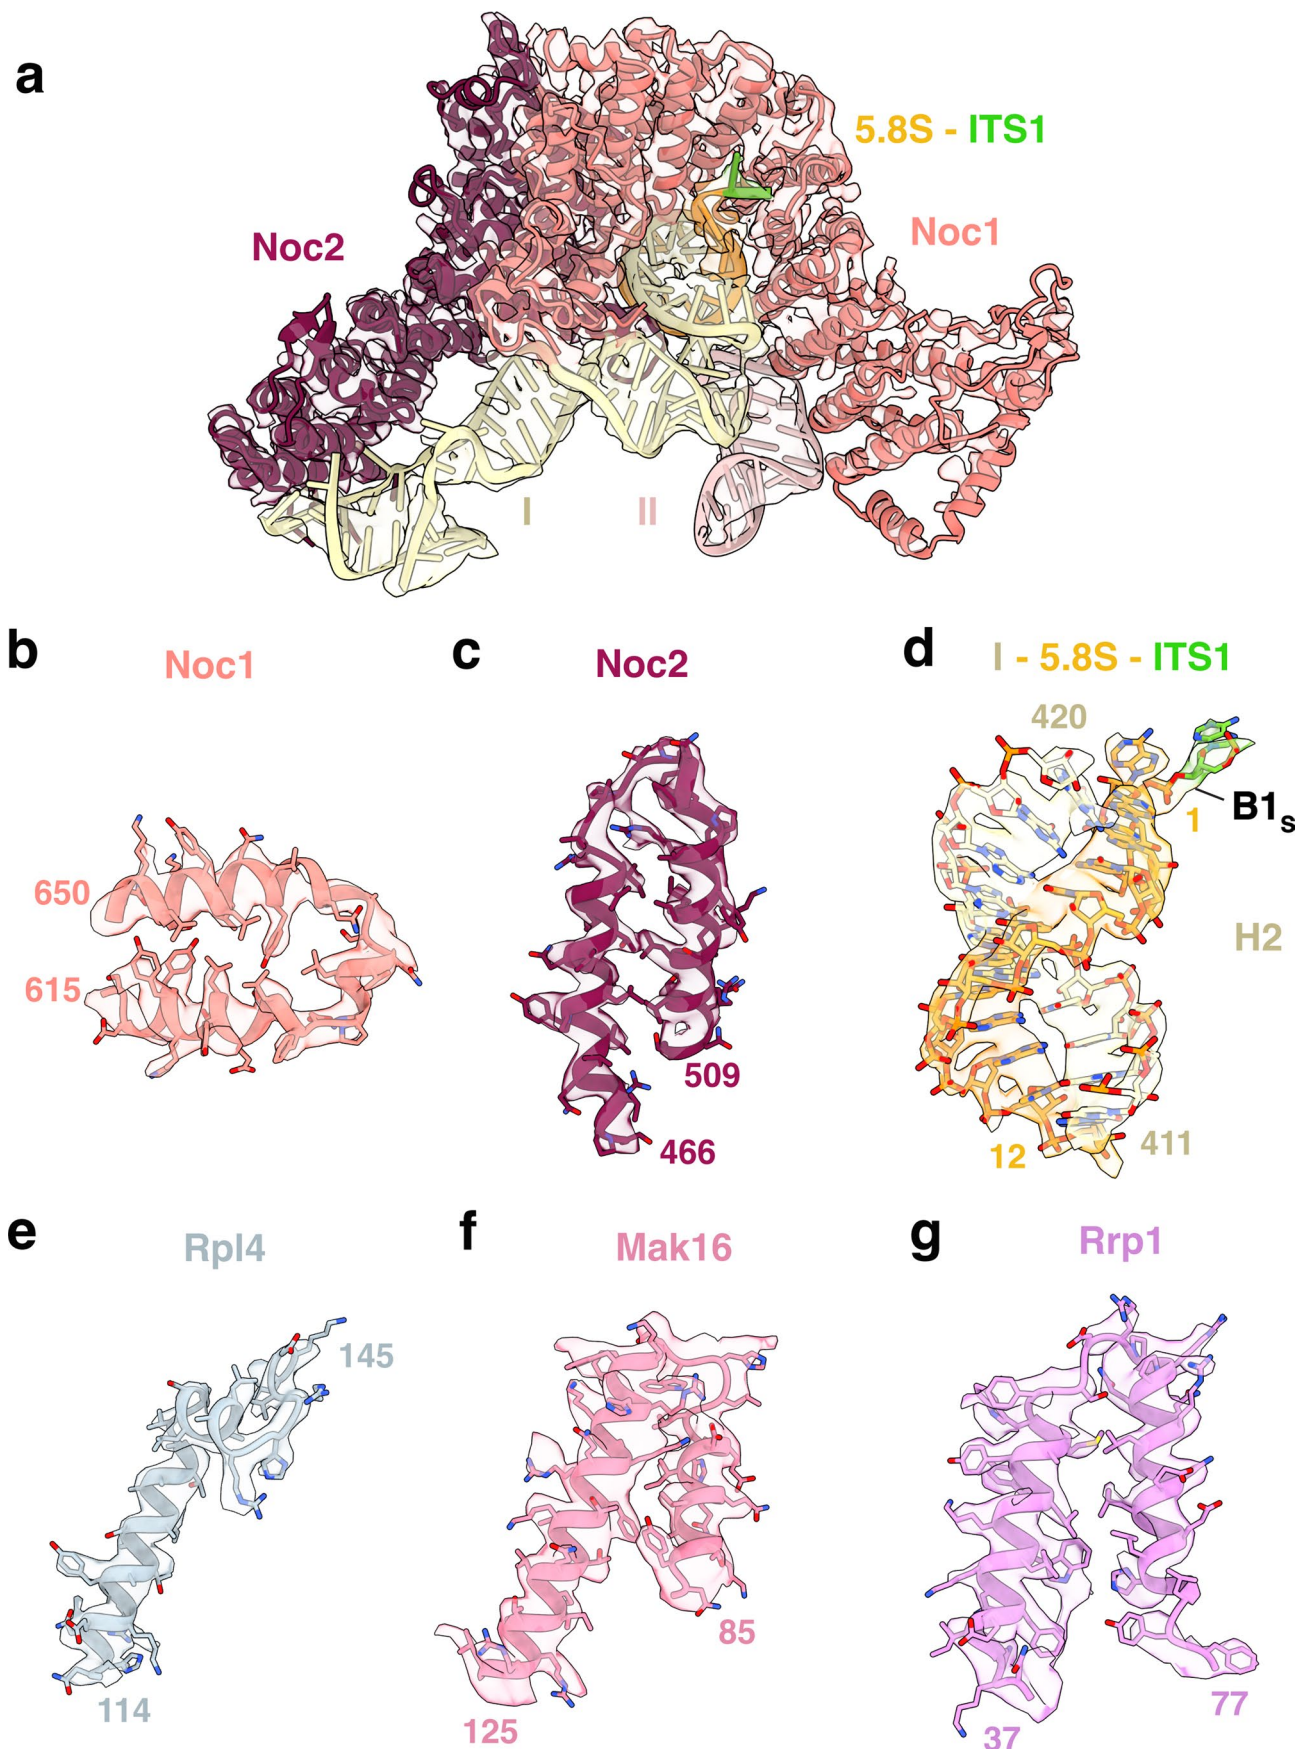 a
5.8S - ITS1
Noc2
Noc1
I
II
b
Noc1
650
615
c
Noc2
509
466
d
I - 5.8S - ITS1
420
1
B1s
H2
12
411
e
Rpl4
145
114
f
Mak16
85
125
g
Rrp1
77
37